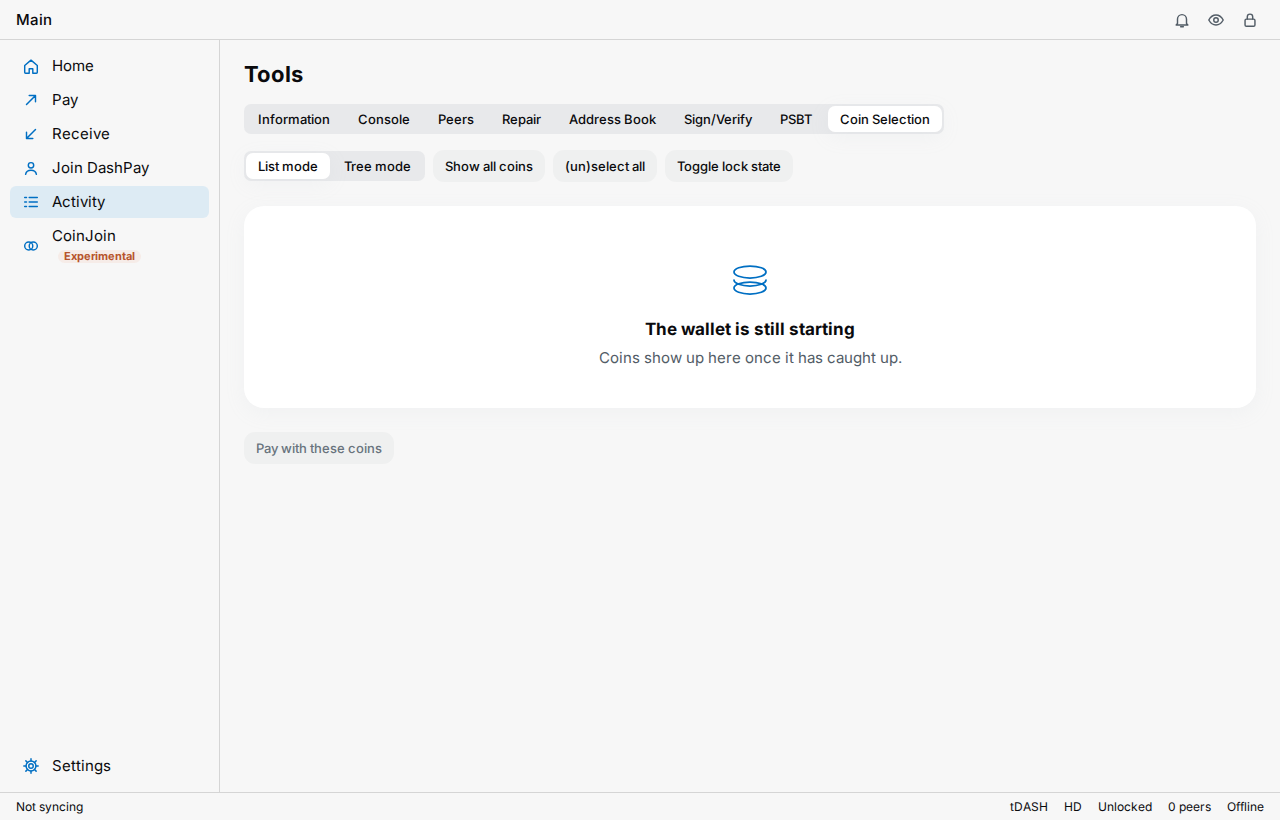 Main
Home
Pay
Receive
Join DashPay
Activity
CoinJoin
Experimental
Settings
Tools
Information Console Peers Repair Address Book Sign/Verify PSBT Coin Selection
List mode Tree mode Show all coins (un)select all Toggle lock state
The wallet is still starting
Coins show up here once it has caught up.
Pay with these coins
Not syncing tDASH HD Unlocked 0 peers Offline